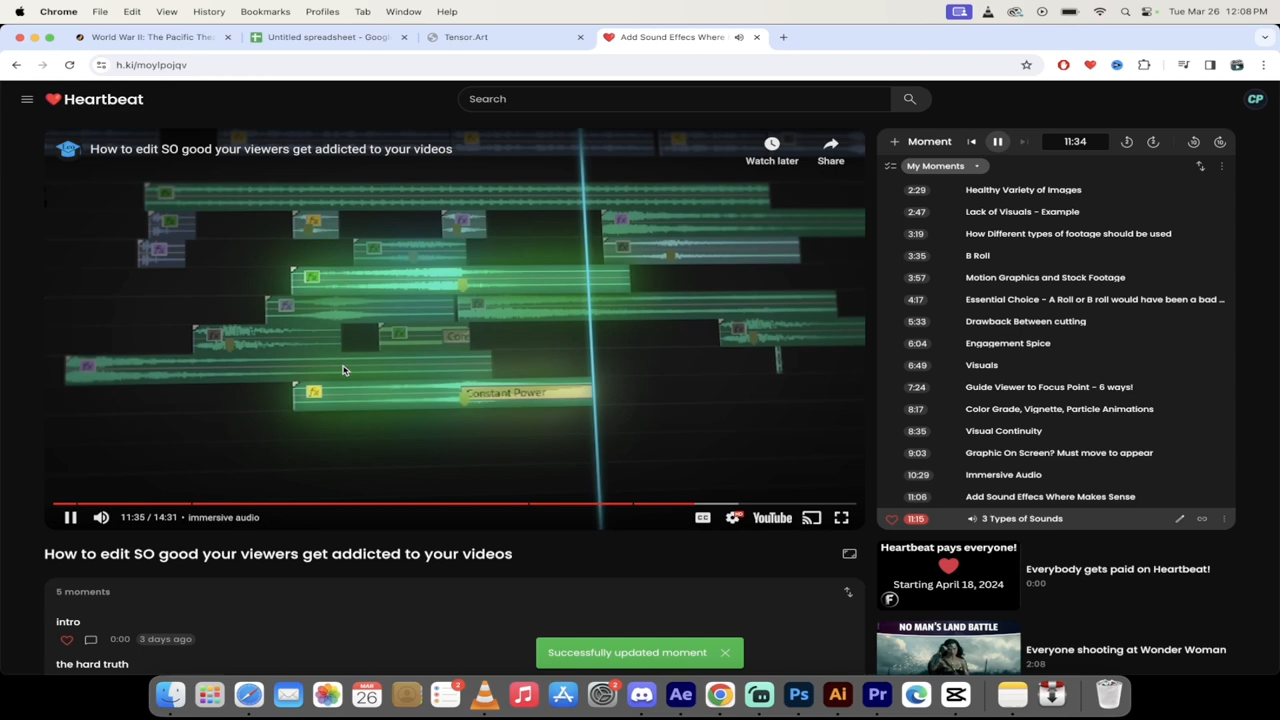 Chrome File Edit View History Bookmarks Profiles Tab Window Help Tue Mar 26 12:08 PM
World War II: The Pacific The Untitled spreadsheet - Googl Tensor.Art Add Sound Effecs Where
h.ki/moylpojqv
Heartbeat Search CP
How to edit SO good your viewers get addicted to your videos
Watch later Share
Constant Power
11:35 / 14:31 • immersive audio CC HD YouTube
+ Moment 11:34
My Moments
2:29 Healthy Variety of Images
2:47 Lack of Visuals - Example
3:19 How Different types of footage should be used
3:35 B Roll
3:57 Motion Graphics and Stock Footage
4:17 Essential Choice - A Roll or B roll would have been a bad ...
5:33 Drawback Between cutting
6:04 Engagement Spice
6:49 Visuals
7:24 Guide Viewer to Focus Point - 6 ways!
8:17 Color Grade, Vignette, Particle Animations
8:35 Visual Continuity
9:03 Graphic On Screen? Must move to appear
10:29 Immersive Audio
11:06 Add Sound Effecs Where Makes Sense
11:15 3 Types of Sounds
How to edit SO good your viewers get addicted to your videos
5 moments
intro
0:00 3 days ago
the hard truth
Successfully updated moment
Heartbeat pays everyone!
Starting April 18, 2024
F
Everybody gets paid on Heartbeat!
0:00
NO MAN'S LAND BATTLE
Everyone shooting at Wonder Woman
2:08
MAR
26
2
2
Ae
Ps
Ai
Pr